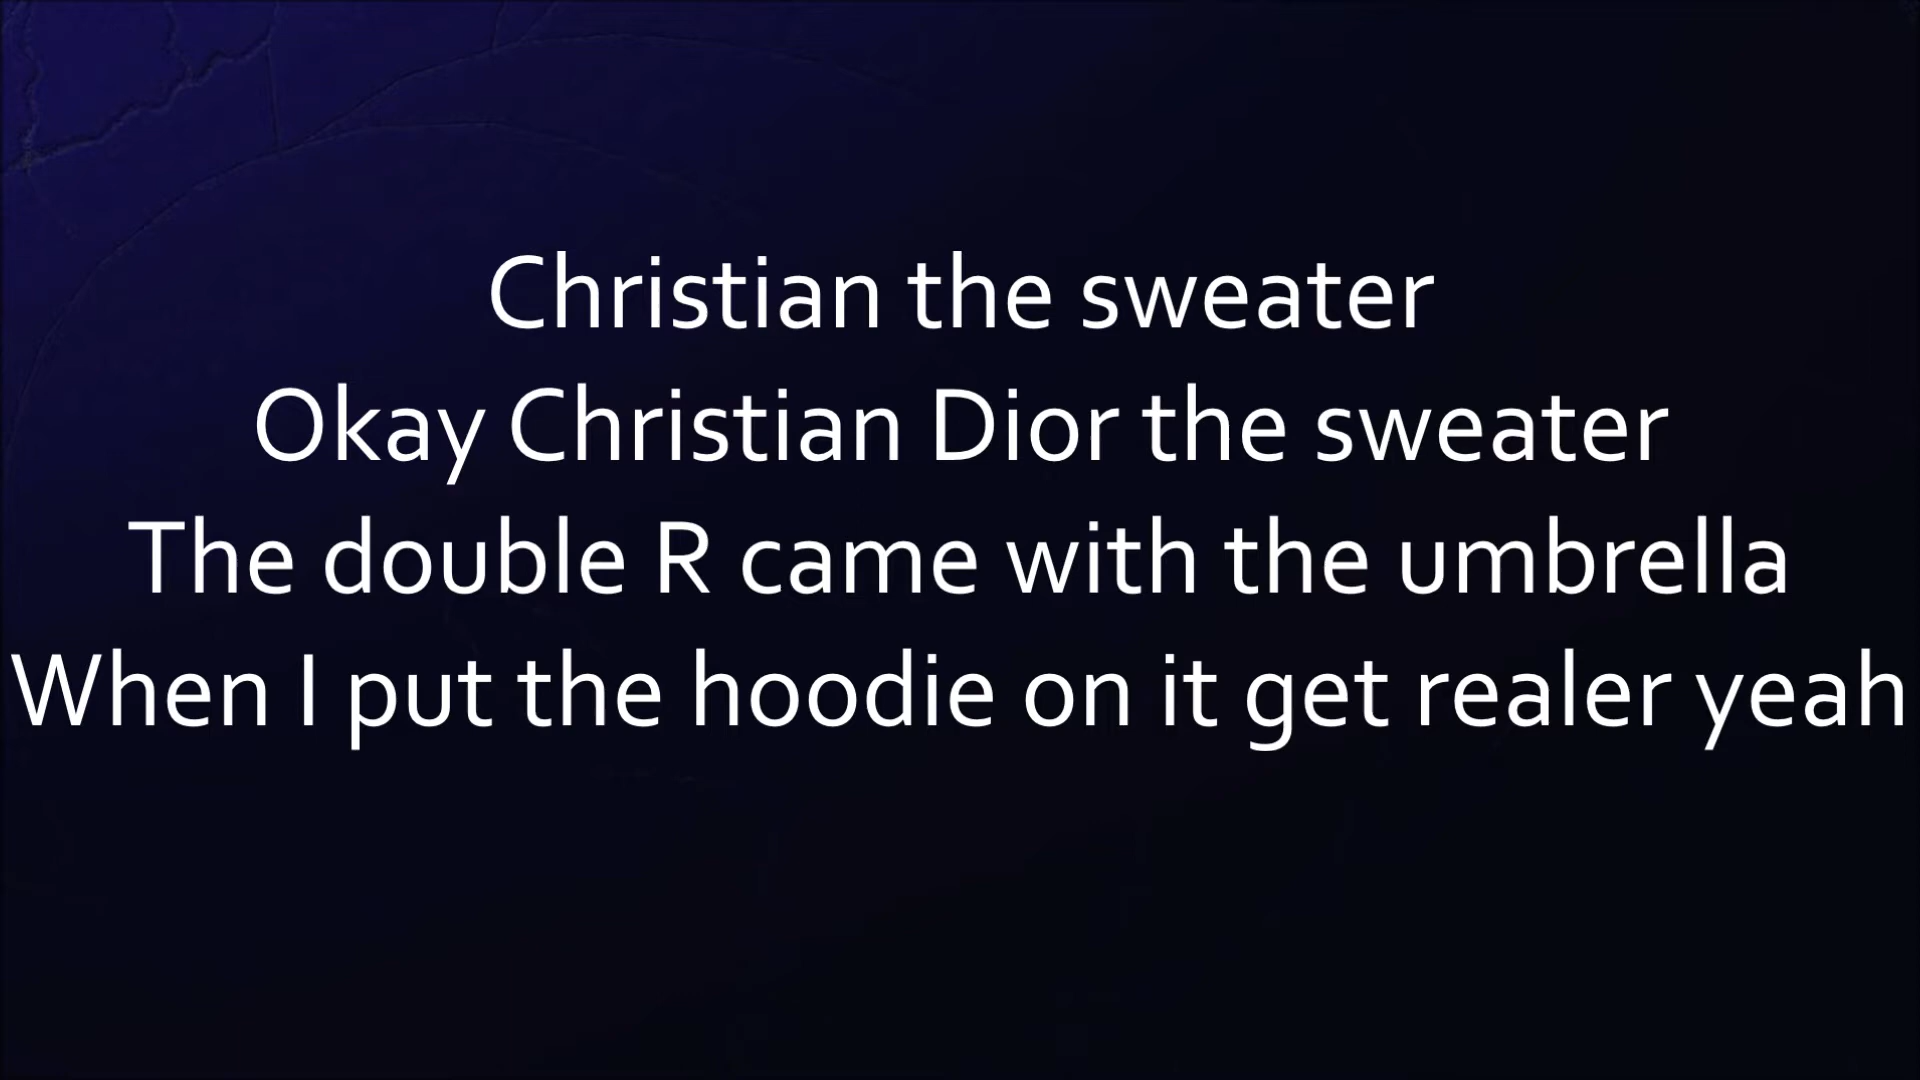 Christian the sweater
Okay Christian Dior the sweater
The double R came with the umbrella
When I put the hoodie on it get realer yeah